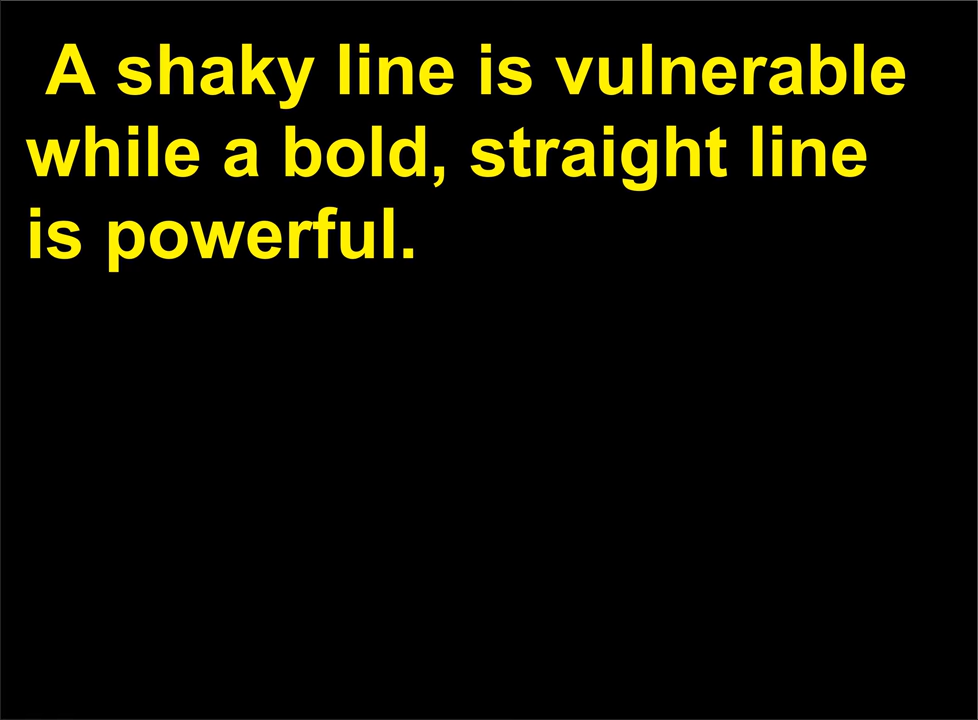 A shaky line is vulnerable
while a bold, straight line
is powerful.